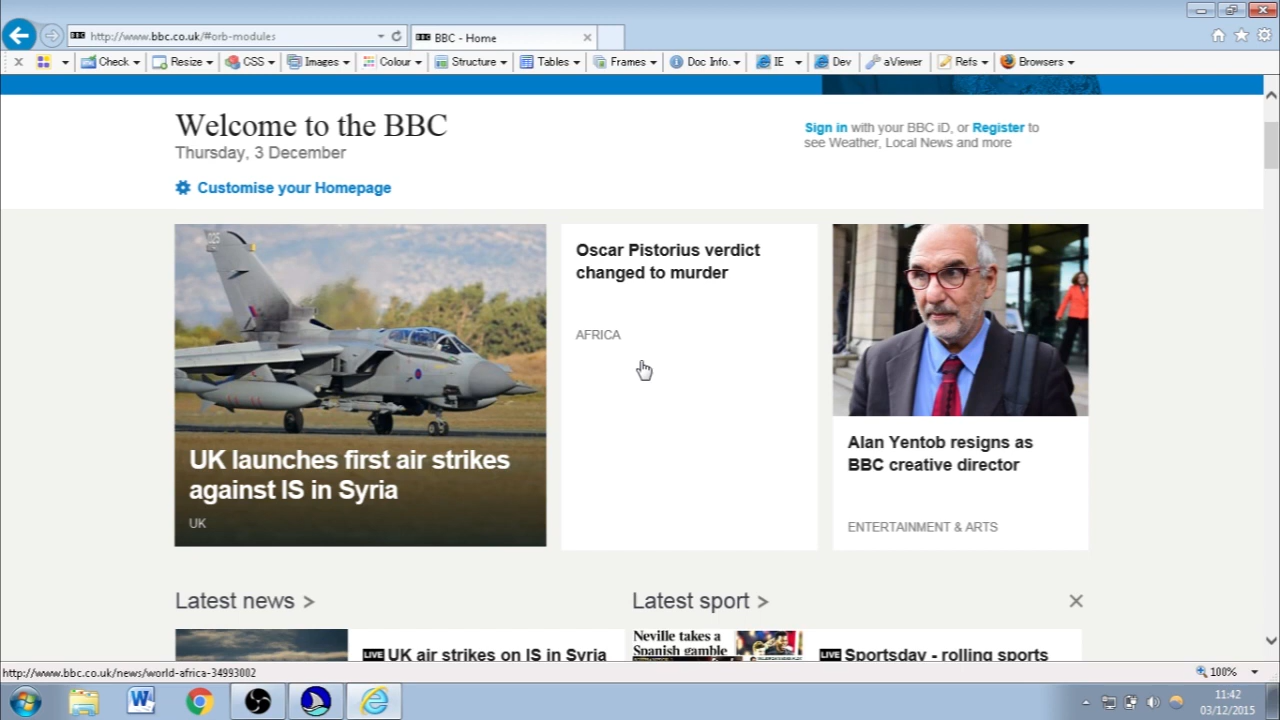 http://www.bbc.co.uk/#orb-modules
BBC - Home
Check
Resize
CSS
Images
Colour
Structure
Tables
Frames
Doc Info.
IE
Dev
aViewer
Refs
Browsers
Welcome to the BBC
Thursday, 3 December
Customise your Homepage
Sign in with your BBC iD, or Register to
see Weather, Local News and more
025
UK launches first air strikes
against IS in Syria
UK
Oscar Pistorius verdict
changed to murder
AFRICA
Alan Yentob resigns as
BBC creative director
ENTERTAINMENT & ARTS
Latest news >
Latest sport >
LIVE UK air strikes on IS in Syria
Neville takes a
Spanish gamble
LIVE Sportsday - rolling sports
http://www.bbc.co.uk/news/world-africa-34993002
100%
11:42
03/12/2015